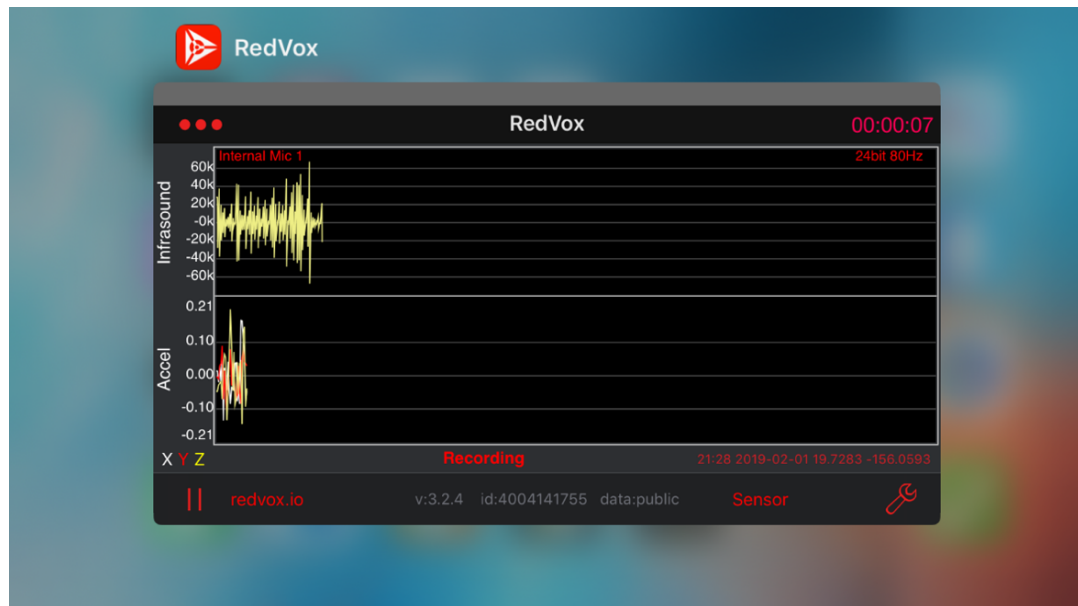 RedVox
RedVox
00:00:07
Internal Mic 1
24bit 80Hz
Infrasound
60k
40k
20k
-0k
-20k
-40k
-60k
Accel
0.21
0.10
0.00
-0.10
-0.21
X Y Z
Recording
21:28 2019-02-01 19.7283 -156.0593
redvox.io
v:3.2.4 id:4004141755 data:public
Sensor